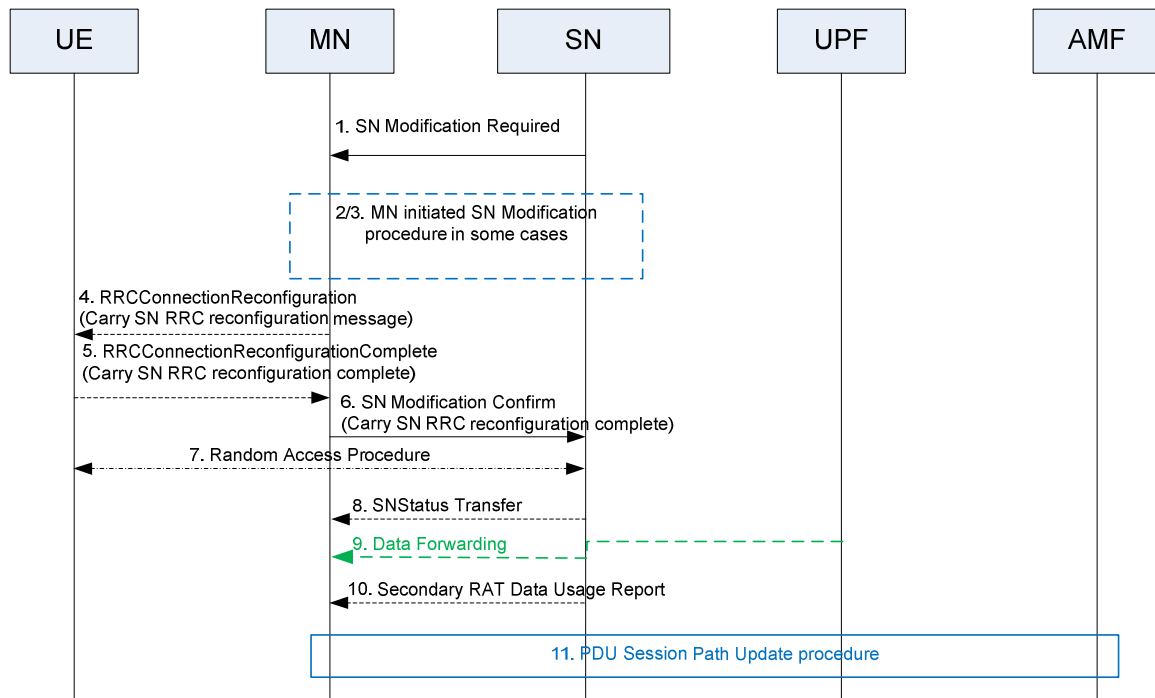 UE
MN
SN
UPF
AMF
1. SN Modification Required
2/3. MN initiated SN Modification
procedure in some cases
4. RRCConnectionReconfiguration
(Carry SN RRC reconfiguration message)
5. RRCConnectionReconfigurationComplete
(Carry SN RRC reconfiguration complete)
6. SN Modification Confirm
(Carry SN RRC reconfiguration complete)
7. Random Access Procedure
8. SNStatus Transfer
9. Data Forwarding
10. Secondary RAT Data Usage Report
11. PDU Session Path Update procedure